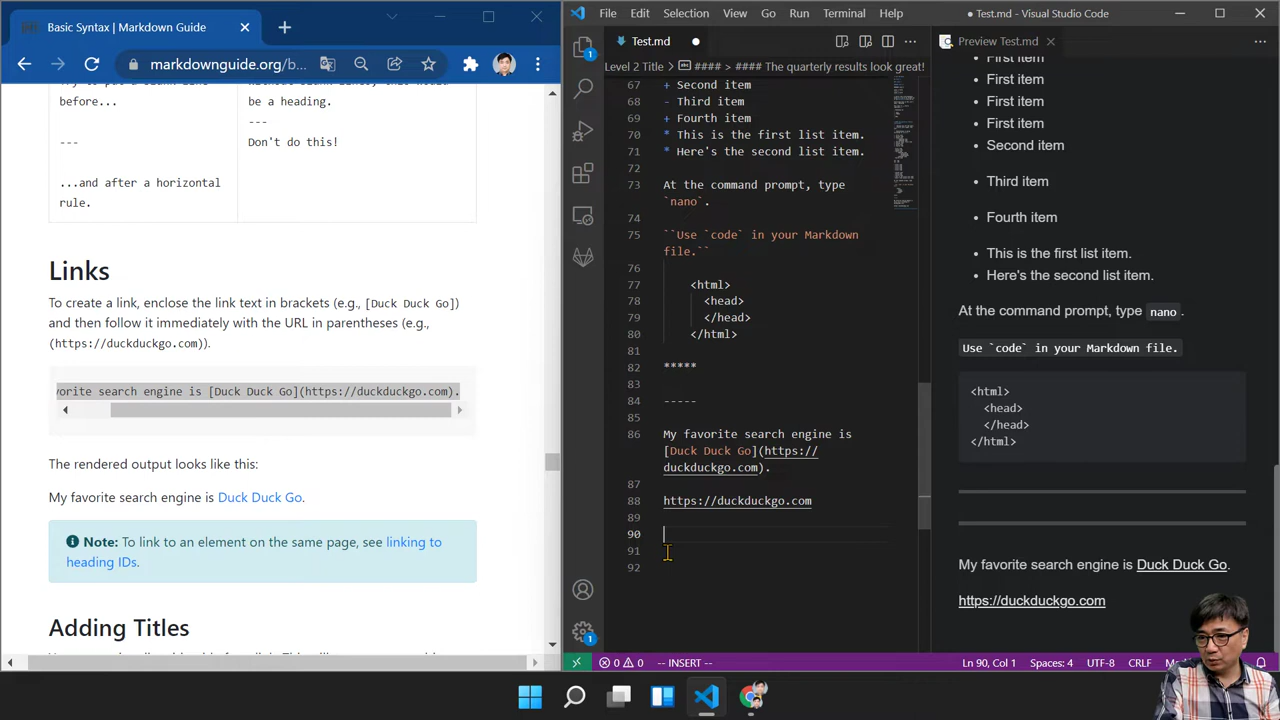 Basic Syntax | Markdown Guide
markdownguide.org/b...
before...
be a heading.
---
---
Don't do this!
...and after a horizontal
rule.
Links
To create a link, enclose the link text in brackets (e.g., [Duck Duck Go])
and then follow it immediately with the URL in parentheses (e.g.,
(https://duckduckgo.com)).
vorite search engine is [Duck Duck Go](https://duckduckgo.com).
The rendered output looks like this:
My favorite search engine is Duck Duck Go.
Note: To link to an element on the same page, see linking to
heading IDs.
Adding Titles
File Edit Selection View Go Run Terminal Help
● Test.md - Visual Studio Code
Test.md
Level 2 Title > #### > #### The quarterly results look great!
67 + Second item
68 - Third item
69 + Fourth item
70 * This is the first list item.
71 * Here's the second list item.
72
73 At the command prompt, type
`nano`.
74
75 ``Use `code` in your Markdown
file.``
76
77 <html>
78 <head>
79 </head>
80 </html>
81
82 *****
83
84 -----
85
86 My favorite search engine is
[Duck Duck Go](https://
duckduckgo.com).
87
88 https://duckduckgo.com
89
90
91
92
Preview Test.md
First item
First item
First item
First item
Second item
Third item
Fourth item
This is the first list item.
Here's the second list item.
At the command prompt, type nano.
Use `code` in your Markdown file.
<html>
<head>
</head>
</html>
My favorite search engine is Duck Duck Go.
https://duckduckgo.com
1
1
0 0 -- INSERT -- Ln 90, Col 1 Spaces: 4 UTF-8 CRLF